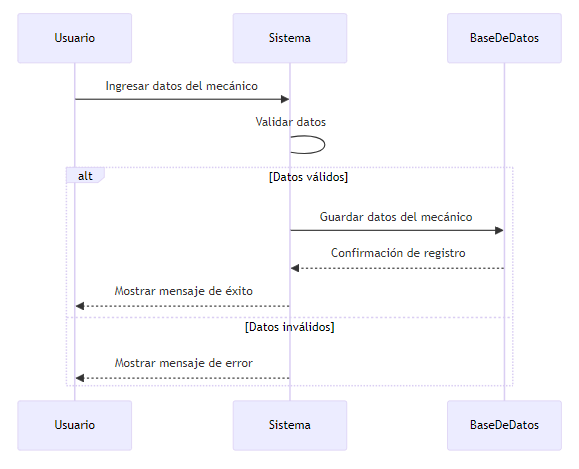 Usuario
Sistema
BaseDeDatos
Ingresar datos del mecánico
Validar datos
alt
[Datos válidos]
Guardar datos del mecánico
Confirmación de registro
Mostrar mensaje de éxito
[Datos inválidos]
Mostrar mensaje de error
Usuario
Sistema
BaseDeDatos